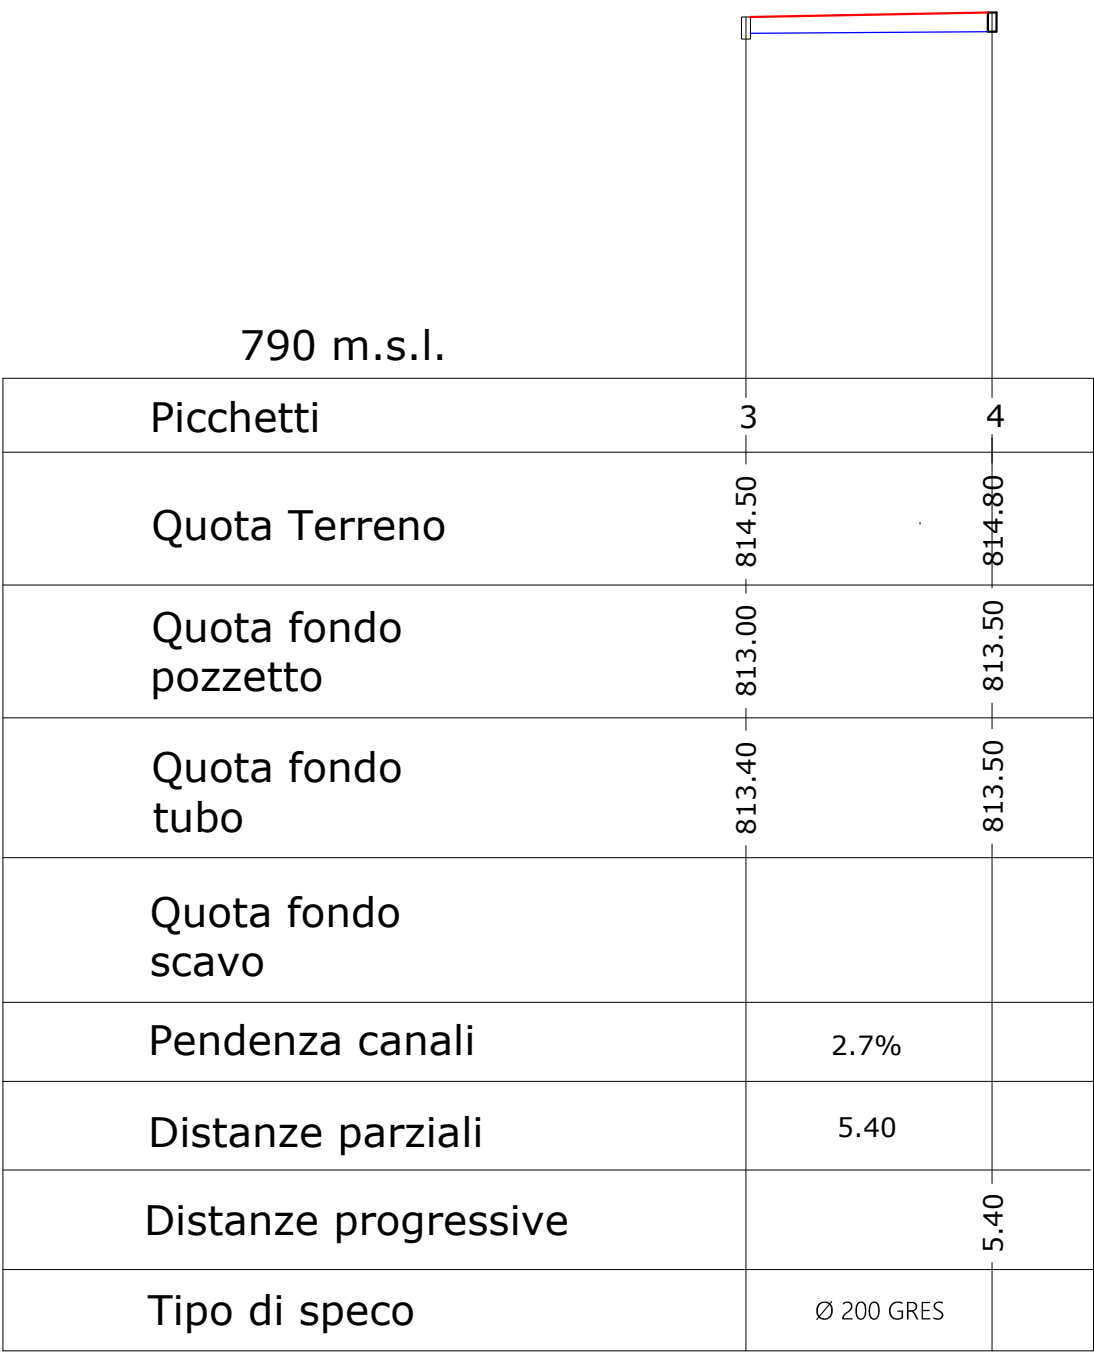 790 m.s.l.
Picchetti 3 4
Quota Terreno 814.50 814.80
Quota fondo
pozzetto 813.00 813.50
Quota fondo
tubo 813.40 813.50
Quota fondo
scavo
Pendenza canali 2.7%
Distanze parziali 5.40
Distanze progressive 5.40
Tipo di speco Ø 200 GRES